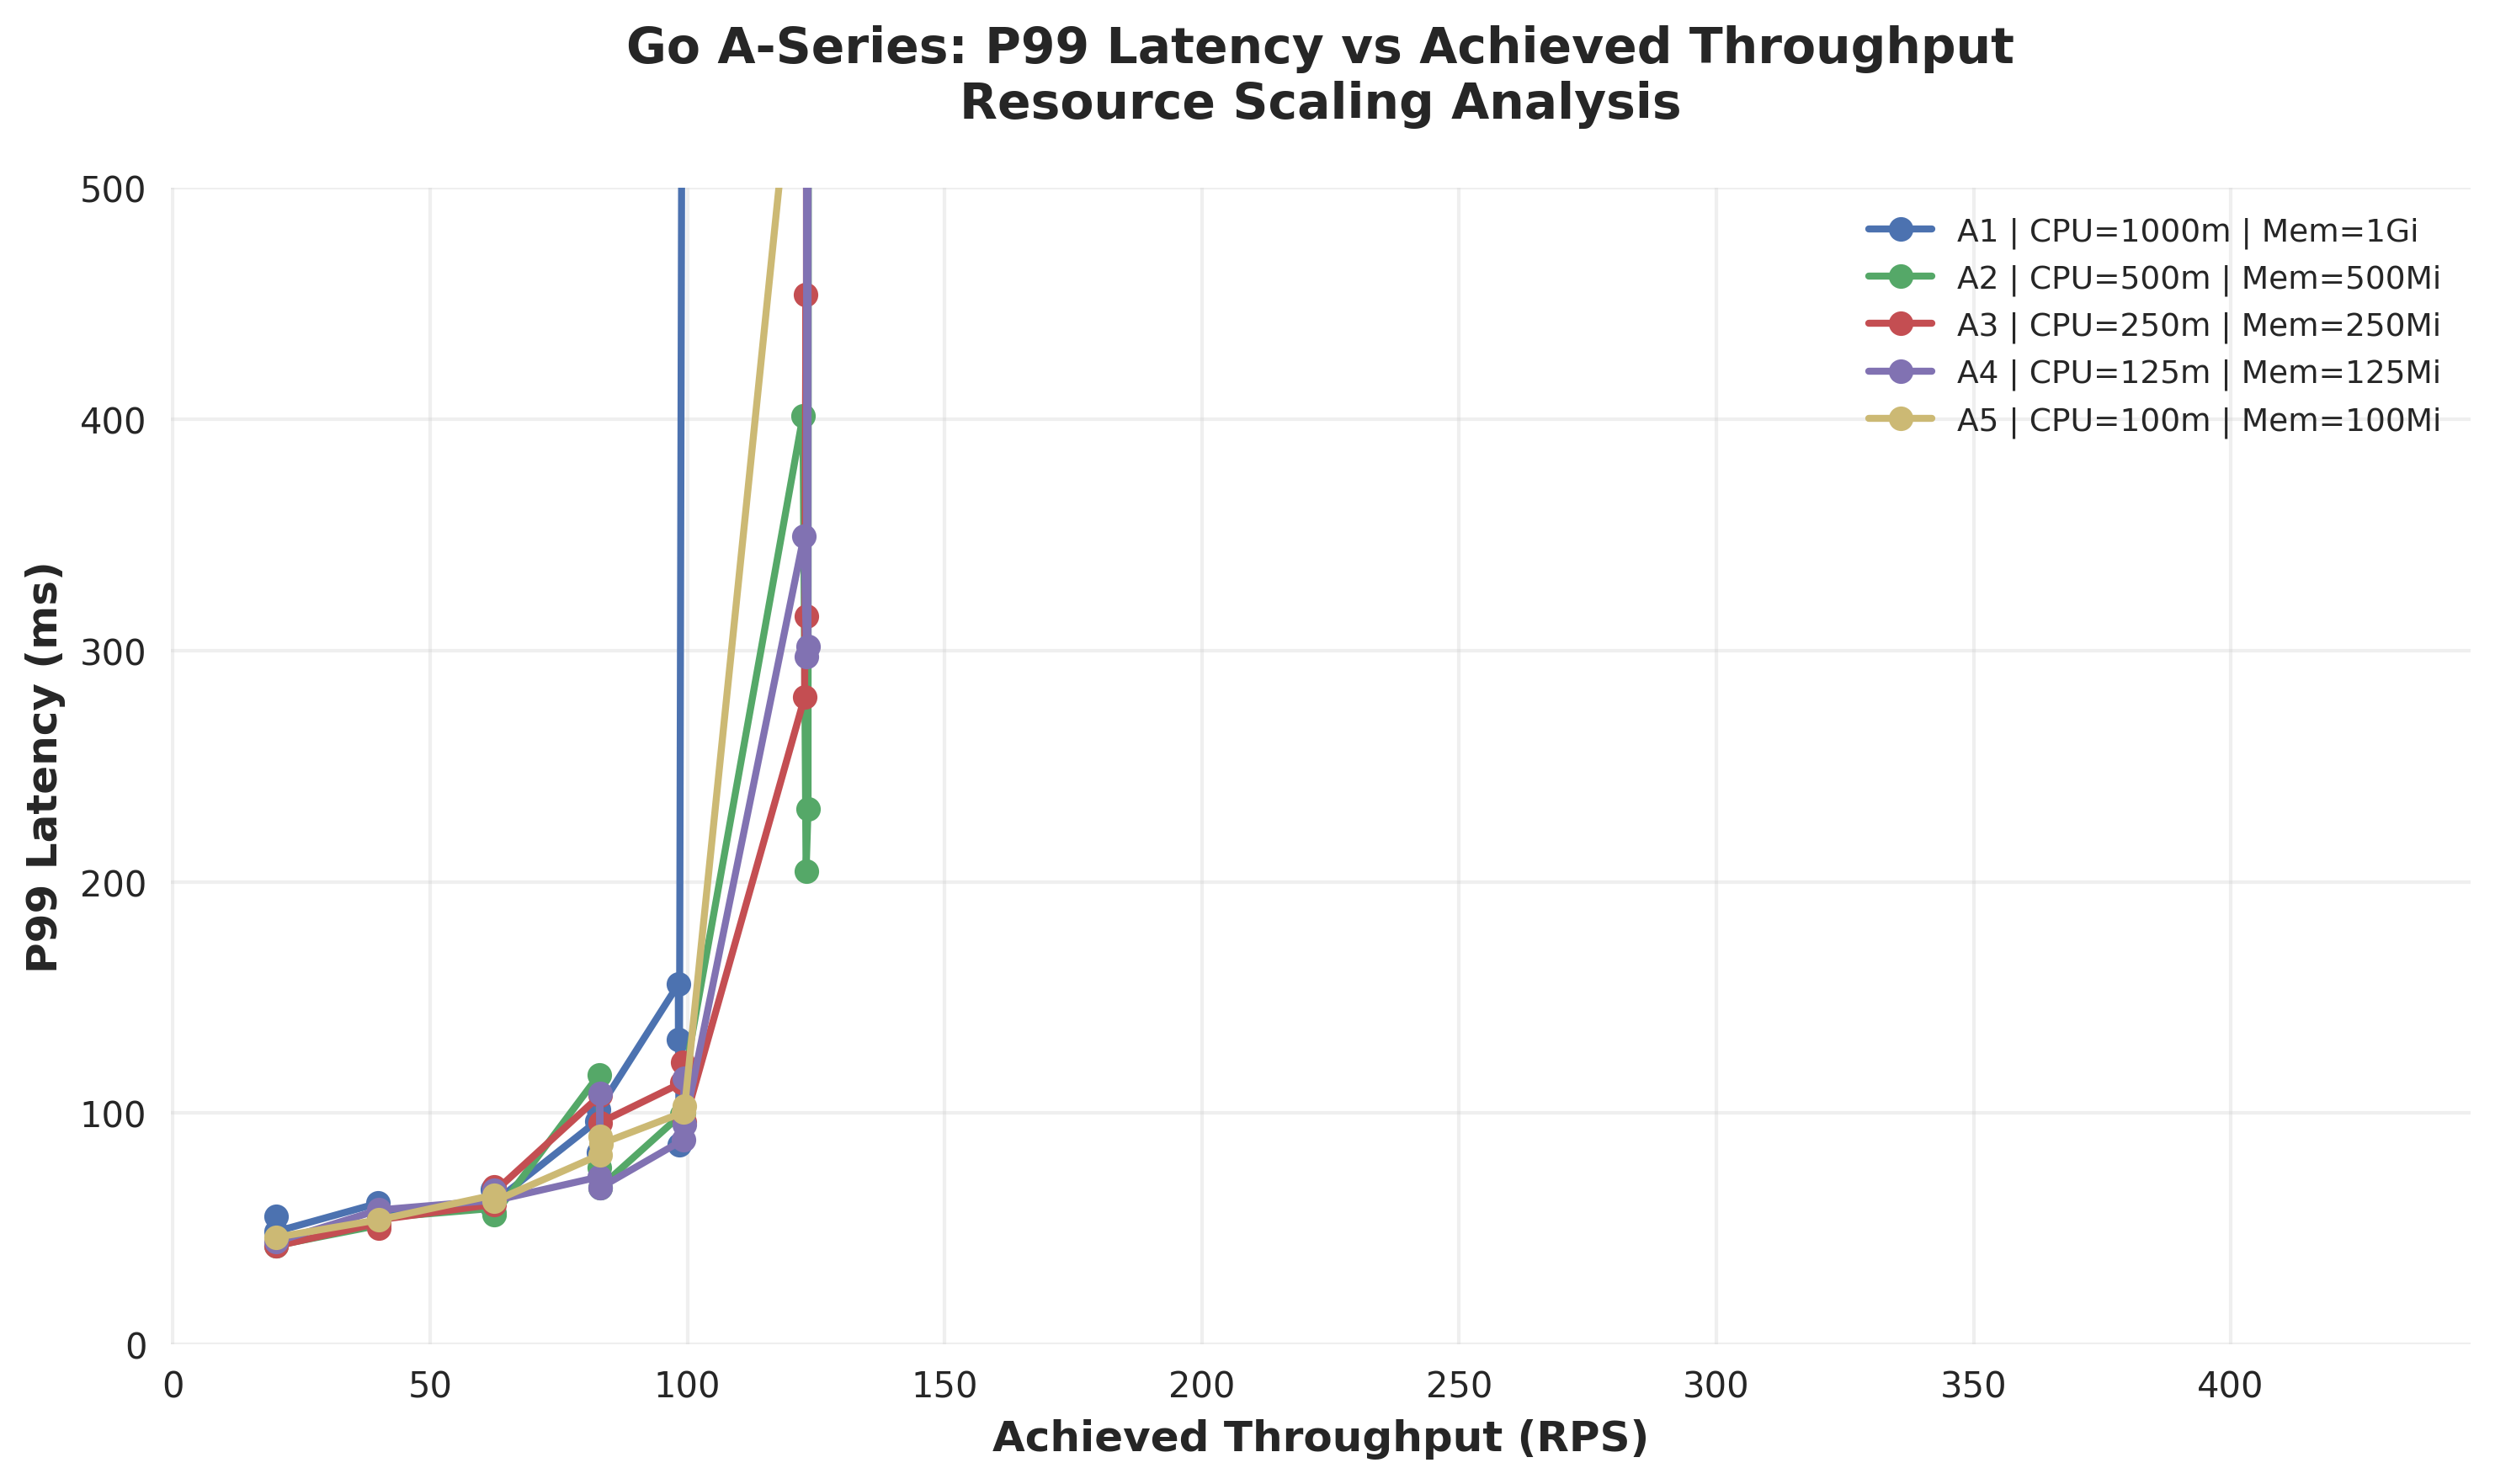 Go A-Series: P99 Latency vs Achieved Throughput
Resource Scaling Analysis
500
400
300
200
100
0
P99 Latency (ms)
A1 | CPU=1000m | Mem=1Gi
A2 | CPU=500m | Mem=500Mi
A3 | CPU=250m | Mem=250Mi
A4 | CPU=125m | Mem=125Mi
A5 | CPU=100m | Mem=100Mi
0 50 100 150 200 250 300 350 400
Achieved Throughput (RPS)